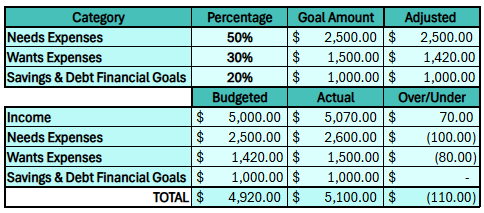 Category Percentage Goal Amount Adjusted
Needs Expenses 50% $ 2,500.00 $ 2,500.00
Wants Expenses 30% $ 1,500.00 $ 1,420.00
Savings & Debt Financial Goals 20% $ 1,000.00 $ 1,000.00
Budgeted Actual Over/Under
Income $ 5,000.00 $ 5,070.00 $ 70.00
Needs Expenses $ 2,500.00 $ 2,600.00 $ (100.00)
Wants Expenses $ 1,420.00 $ 1,500.00 $ (80.00)
Savings & Debt Financial Goals $ 1,000.00 $ 1,000.00 $ -
TOTAL $ 4,920.00 $ 5,100.00 $ (110.00)